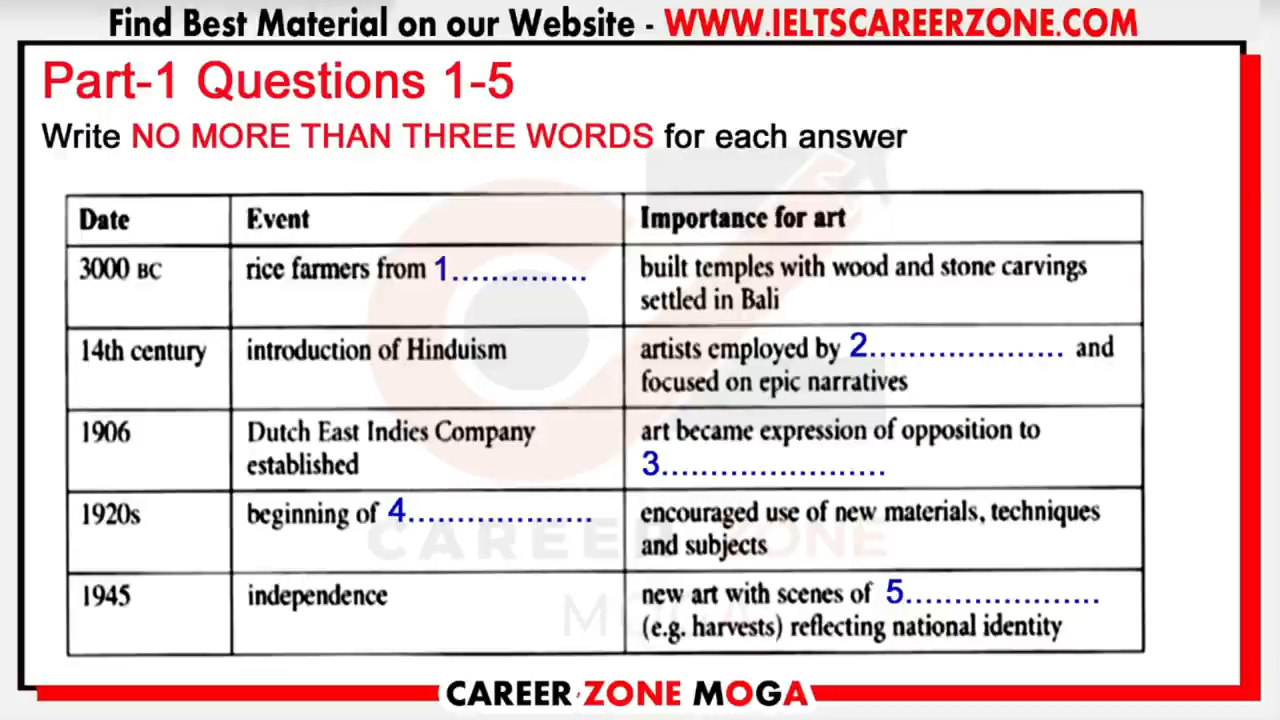 Find Best Material on our Website - WWW.IELTSCAREERZONE.COM
Part-1 Questions 1-5
Write NO MORE THAN THREE WORDS for each answer
Date Event Importance for art
3000 BC rice farmers from 1.............. built temples with wood and stone carvings
settled in Bali
14th century introduction of Hinduism artists employed by 2..................... and
focused on epic narratives
1906 Dutch East Indies Company art became expression of opposition to
established 3.......................
1920s beginning of 4.................... encouraged use of new materials, techniques
and subjects
1945 independence new art with scenes of 5.....................
(e.g. harvests) reflecting national identity
CAREER ZONE
MOGA
CAREER ZONE MOGA